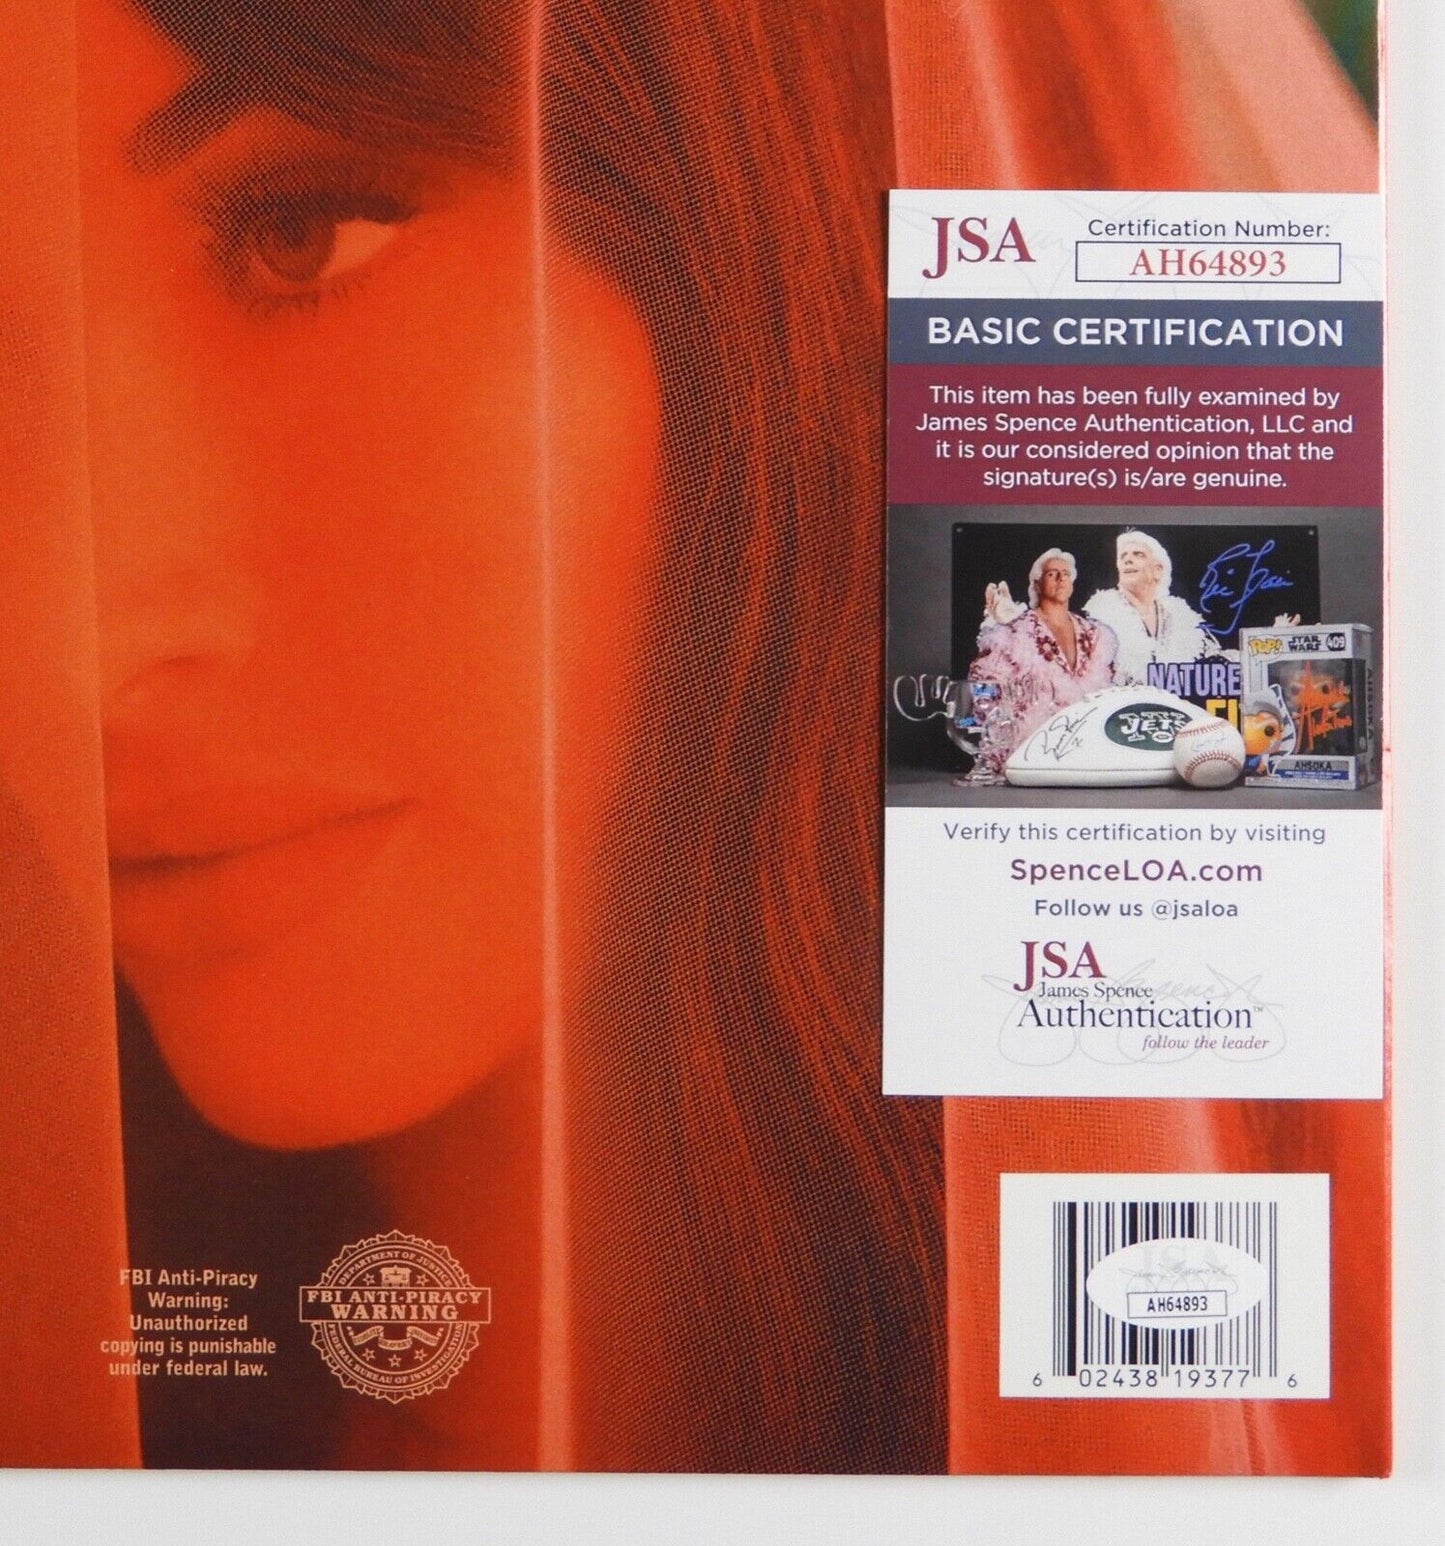 JSA
Certification Number:
AH64893
BASIC CERTIFICATION
This item has been fully examined by
James Spence Authentication, LLC and
it is our considered opinion that the
signature(s) is/are genuine.
NATURE
JETS
POP!
STAR
WARS
409
AHSOKA
AHSOKA
Verify this certification by visiting
SpenceLOA.com
Follow us @jsaloa
JSA
James Spence
Authentication™
follow the leader
FBI Anti-Piracy
Warning:
Unauthorized
copying is punishable
under federal law.
DEPARTMENT OF JUSTICE
FBI ANTI-PIRACY
WARNING
FEDERAL BUREAU OF INVESTIGATION
JSA
AH64893
6 02438 19377 6